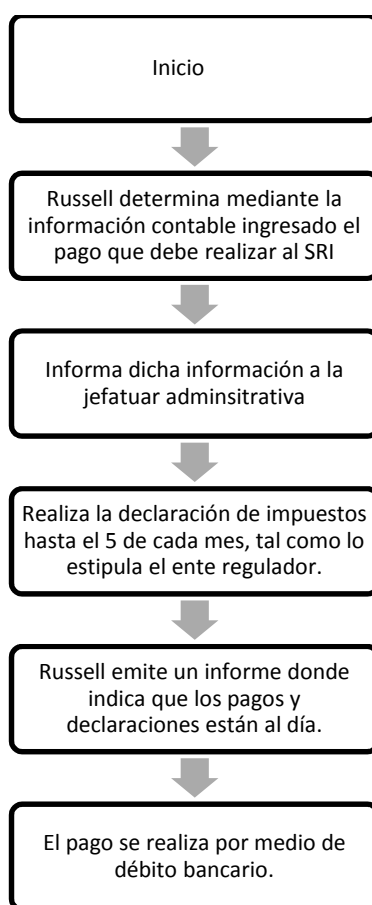 Inicio
Russell determina mediante la
información contable ingresado el
pago que debe realizar al SRI
Informa dicha información a la
jefatuar adminsitrativa
Realiza la declaración de impuestos
hasta el 5 de cada mes, tal como lo
estipula el ente regulador.
Russell emite un informe donde
indica que los pagos y
declaraciones están al día.
El pago se realiza por medio de
débito bancario.